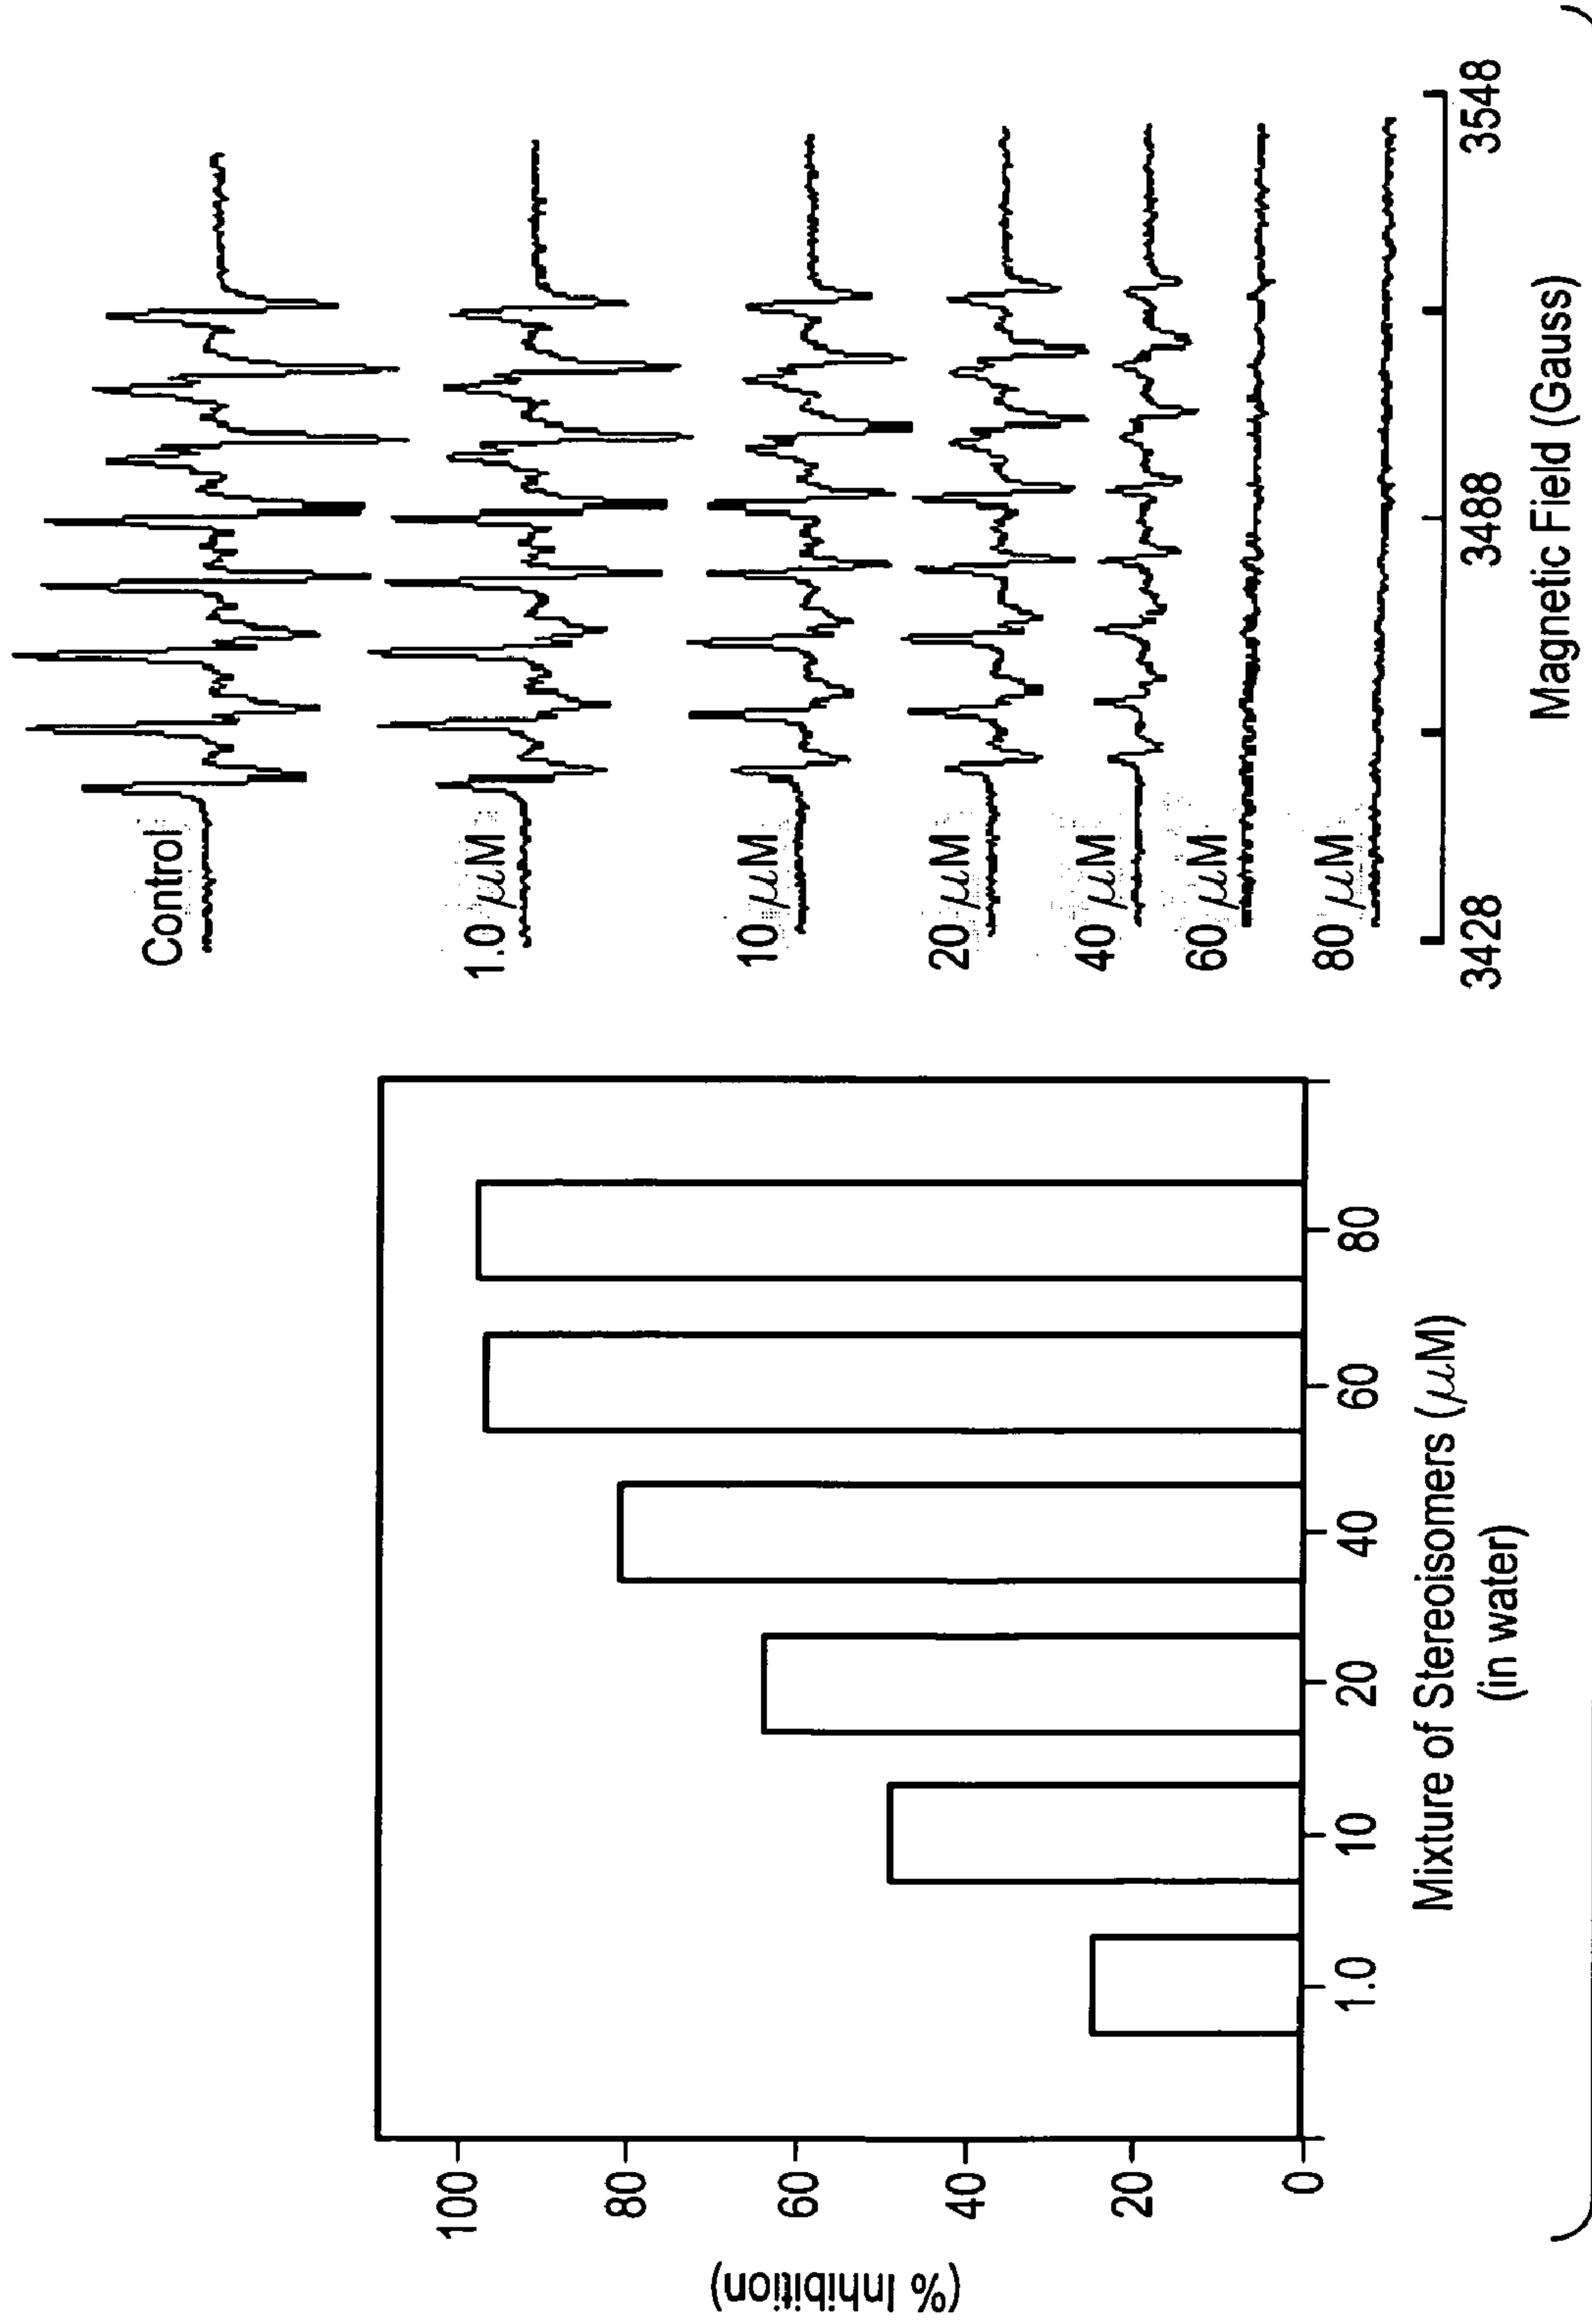 (% Inhibition)
100
80
60
40
20
0
1.0
10
20
40
60
80
Mixture of Stereoisomers (μM)
(in water)
Control
1.0 μM
10 μM
20 μM
40 μM
60 μM
80 μM
3428
3488
3548
Magnetic Field (Gauss)